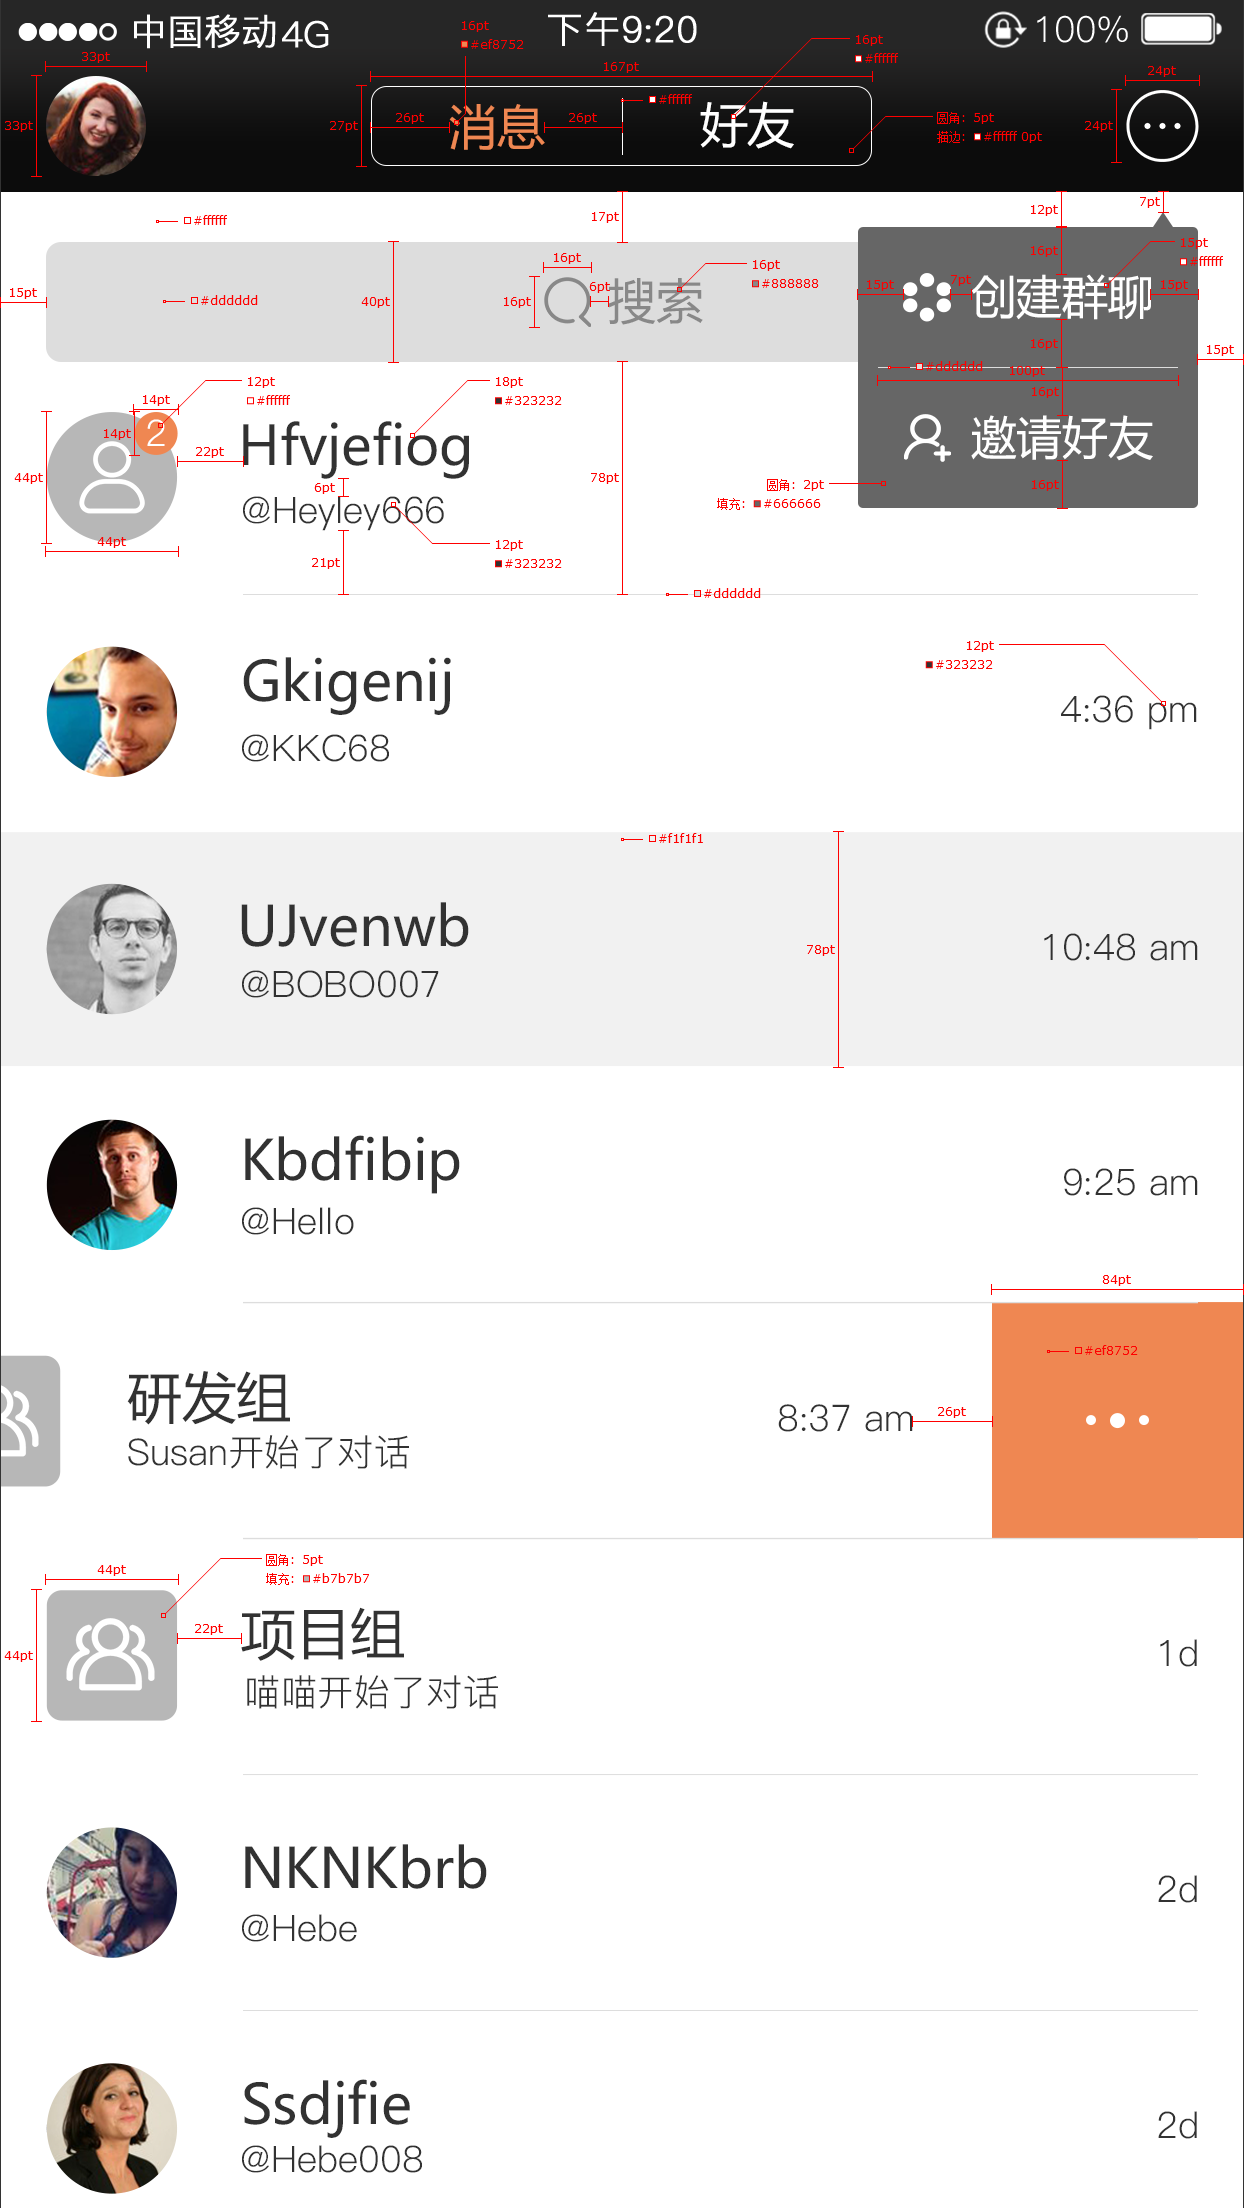 中国移动4G 下午9:20 100%
16pt
#ef8752
16pt
#ffffff
33pt
167pt
24pt
33pt
27pt
26pt
消息
26pt
#ffffff
好友
圆角：5pt
描边：#ffffff 0pt
24pt
#ffffff
17pt
12pt
7pt
15pt
#dddddd
40pt
16pt
16pt
6pt
搜索
16pt
#888888
16pt
15pt
#ffffff
15pt
7pt
创建群聊
15pt
16pt
15pt
#dddddd
100pt
16pt
邀请好友
16pt
圆角：2pt
填充：#666666
12pt
#ffffff
18pt
#323232
14pt
14pt
2
44pt
44pt
22pt
Hfvjefiog
6pt
@Heyley666
78pt
12pt
#323232
21pt
#dddddd
Gkigenij
@KKC68
12pt
#323232
4:36 pm
#f1f1f1
UJvenwb
@BOBO007
78pt
10:48 am
Kbdfibip
@Hello
9:25 am
84pt
研发组
Susan开始了对话
8:37 am
26pt
#ef8752
44pt
圆角：5pt
填充：#b7b7b7
44pt
22pt
项目组
喵喵开始了对话
1d
NKNKbrb
@Hebe
2d
Ssdjfie
@Hebe008
2d